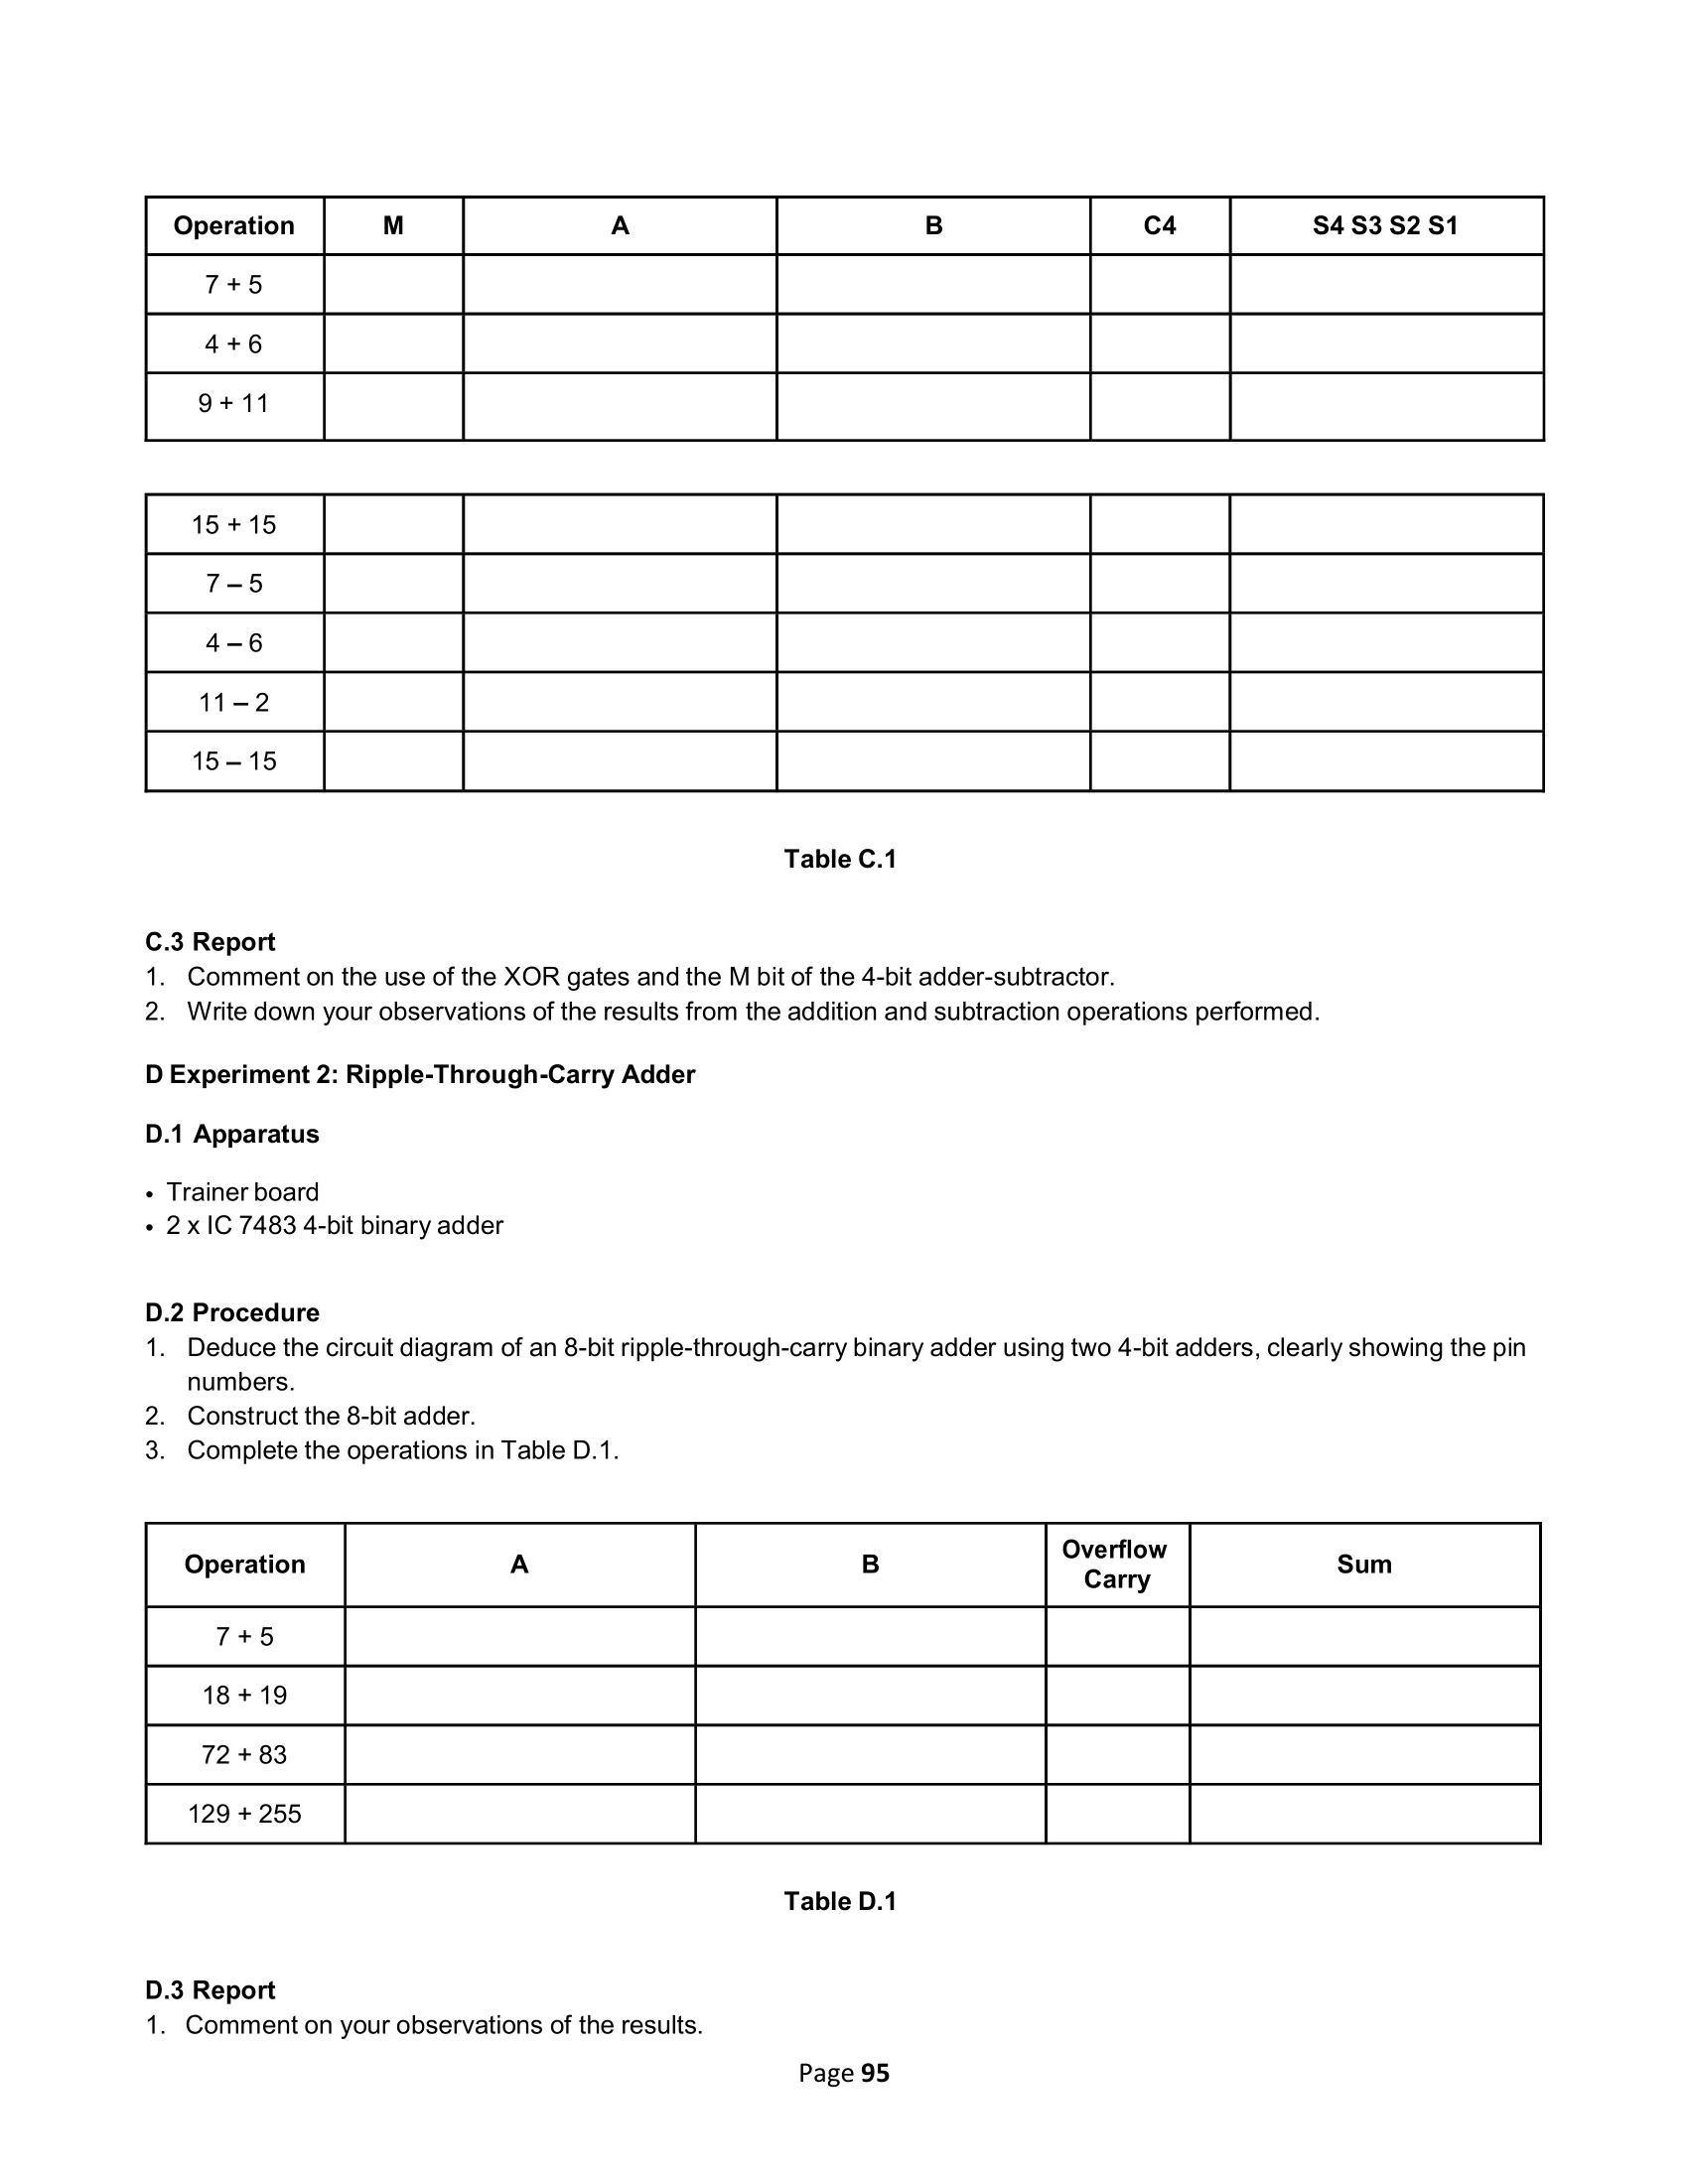 Operation M A B C4 S4 S3 S2 S1
7 + 5
4 + 6
9 + 11
15 + 15
7 – 5
4 – 6
11 – 2
15 – 15
Table C.1
C.3 Report
1. Comment on the use of the XOR gates and the M bit of the 4-bit adder-subtractor.
2. Write down your observations of the results from the addition and subtraction operations performed.
D Experiment 2: Ripple-Through-Carry Adder
D.1 Apparatus
• Trainer board
• 2 x IC 7483 4-bit binary adder
D.2 Procedure
1. Deduce the circuit diagram of an 8-bit ripple-through-carry binary adder using two 4-bit adders, clearly showing the pin
numbers.
2. Construct the 8-bit adder.
3. Complete the operations in Table D.1.
Operation A B Overflow Carry Sum
7 + 5
18 + 19
72 + 83
129 + 255
Table D.1
D.3 Report
1. Comment on your observations of the results.
Page 95